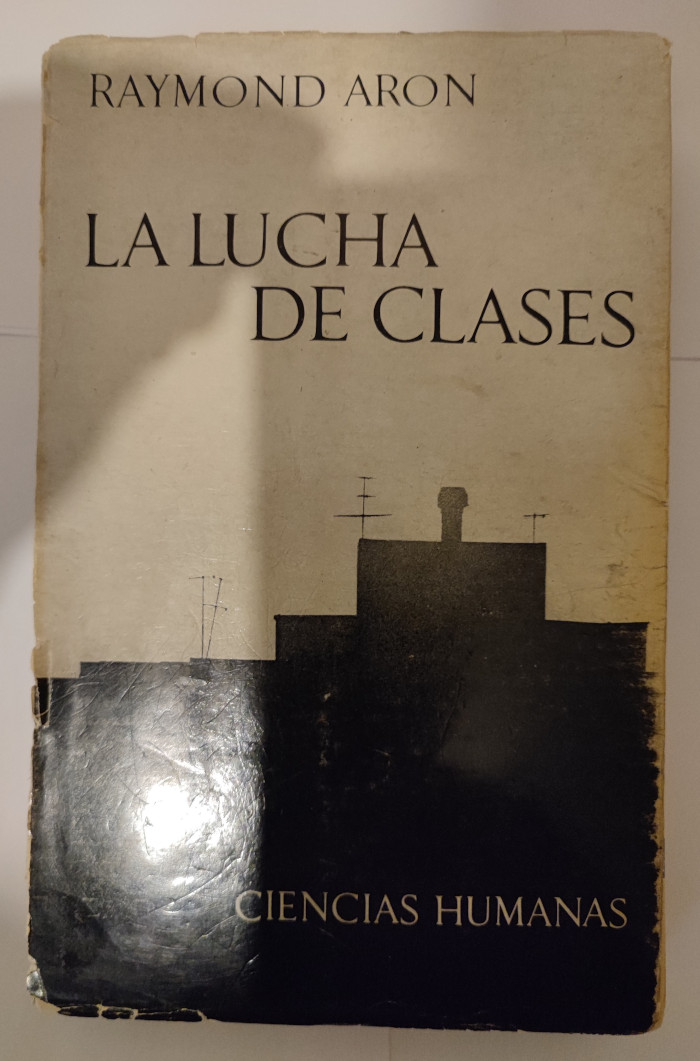 RAYMOND ARON
LA LUCHA
DE CLASES
CIENCIAS HUMANAS